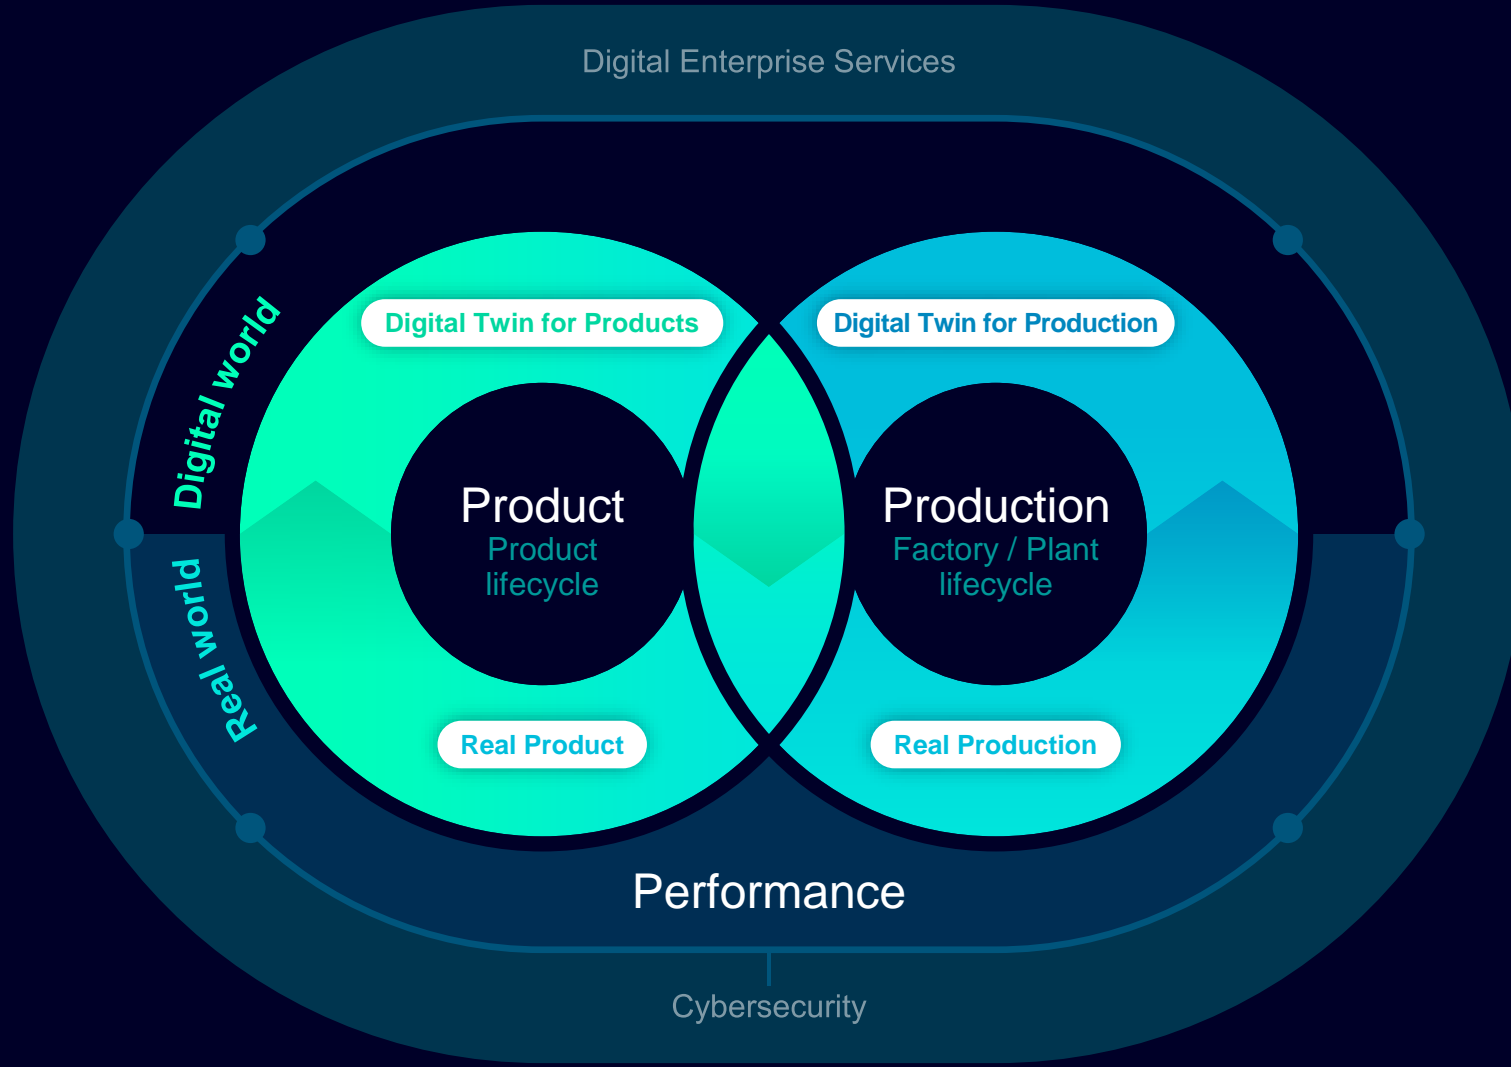 Digital Enterprise Services
Digital world
Digital Twin for Products
Digital Twin for Production
Product
Product
lifecycle
Production
Factory / Plant
lifecycle
Real world
Real Product
Real Production
Performance
Cybersecurity